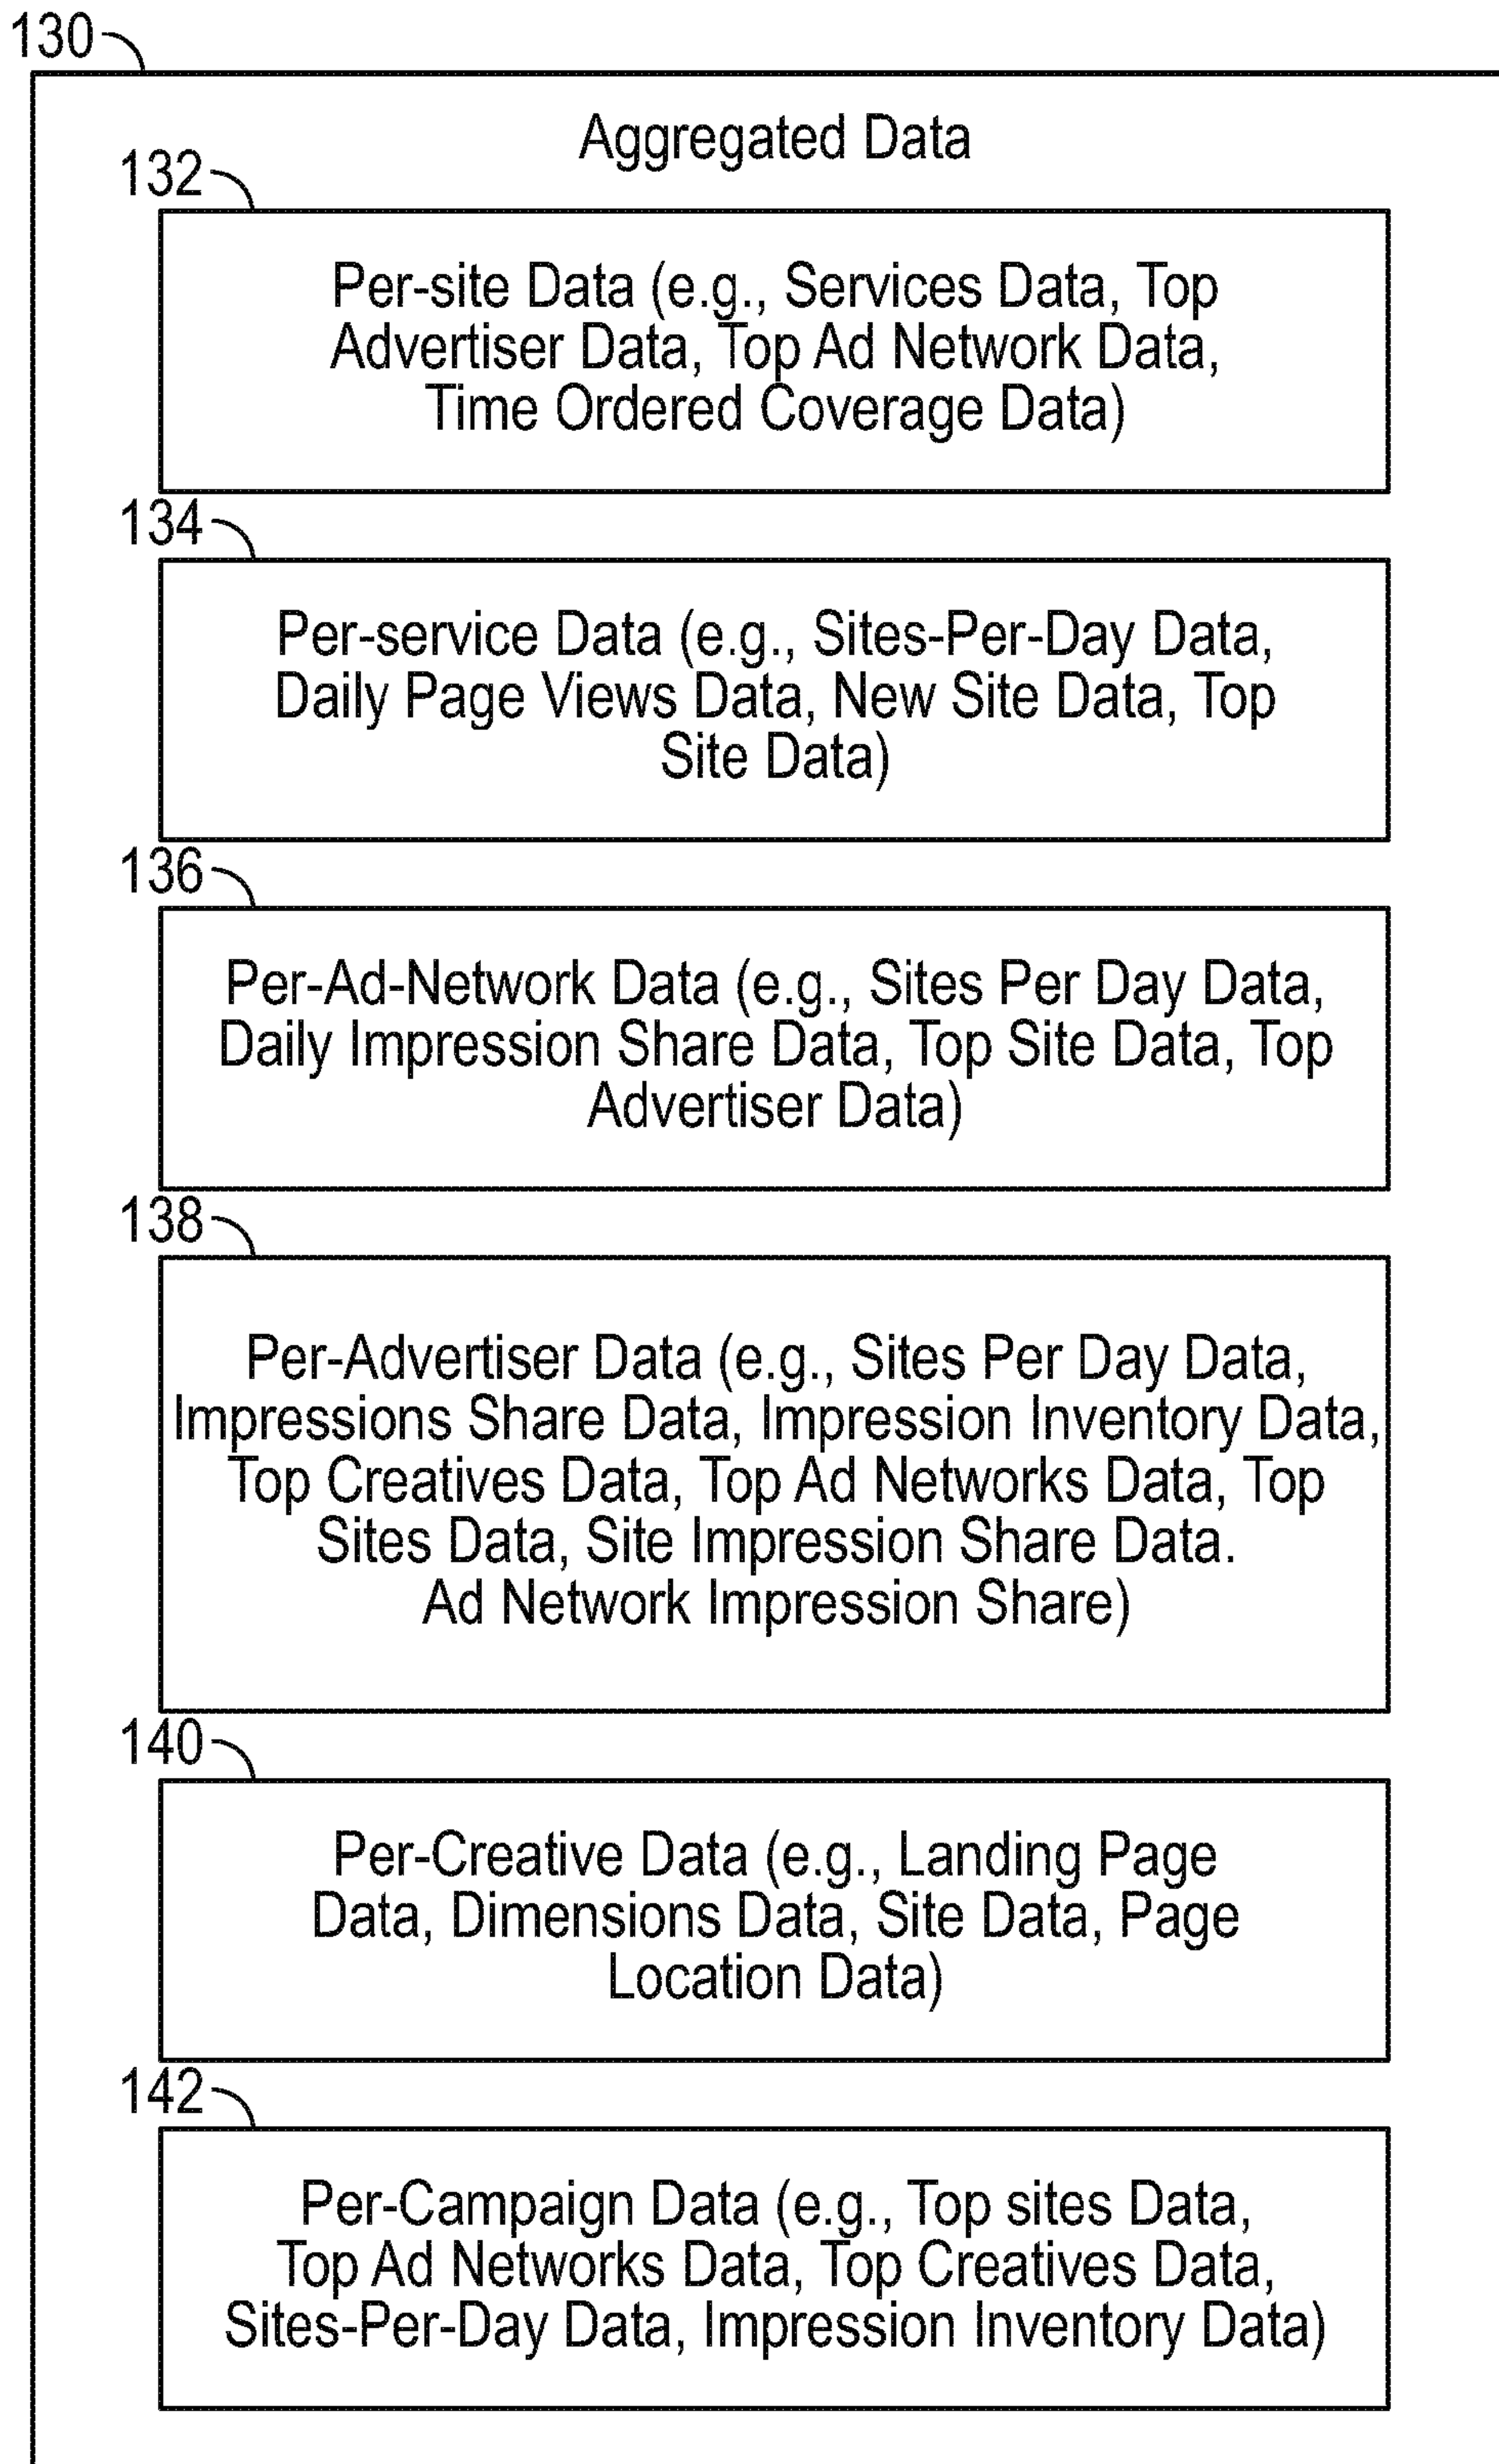 130
Aggregated Data
132
Per-site Data (e.g., Services Data, Top
Advertiser Data, Top Ad Network Data,
Time Ordered Coverage Data)
134
Per-service Data (e.g., Sites-Per-Day Data,
Daily Page Views Data, New Site Data, Top
Site Data)
136
Per-Ad-Network Data (e.g., Sites Per Day Data,
Daily Impression Share Data, Top Site Data, Top
Advertiser Data)
138
Per-Advertiser Data (e.g., Sites Per Day Data,
Impressions Share Data, Impression Inventory Data,
Top Creatives Data, Top Ad Networks Data, Top
Sites Data, Site Impression Share Data.
Ad Network Impression Share)
140
Per-Creative Data (e.g., Landing Page
Data, Dimensions Data, Site Data, Page
Location Data)
142
Per-Campaign Data (e.g., Top sites Data,
Top Ad Networks Data, Top Creatives Data,
Sites-Per-Day Data, Impression Inventory Data)